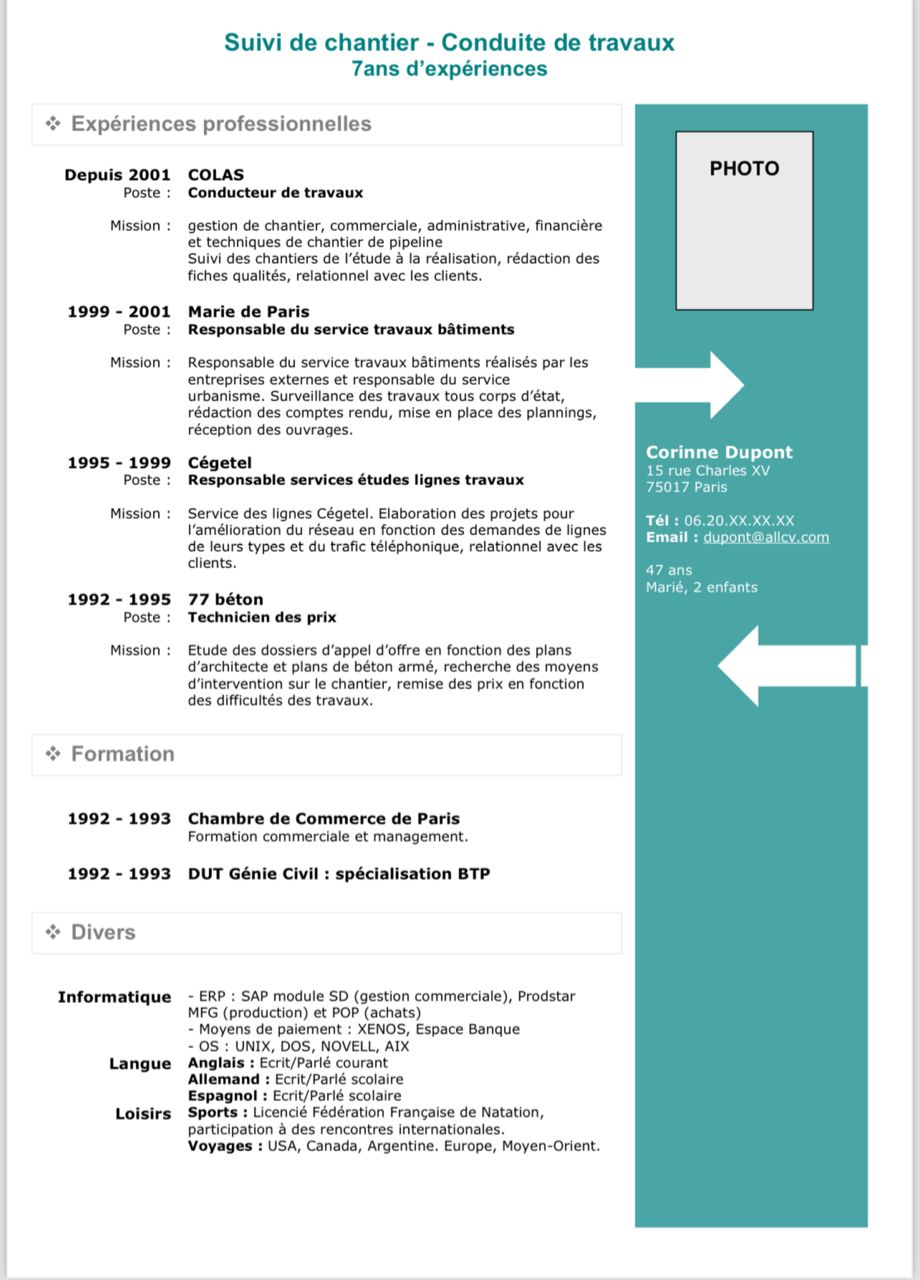 Suivi de chantier - Conduite de travaux
7ans d’expériences
❖ Expériences professionnelles
Depuis 2001 COLAS
Poste : Conducteur de travaux
Mission : gestion de chantier, commerciale, administrative, financière
et techniques de chantier de pipeline
Suivi des chantiers de l’étude à la réalisation, rédaction des
fiches qualités, relationnel avec les clients.
1999 - 2001 Marie de Paris
Poste : Responsable du service travaux bâtiments
Mission : Responsable du service travaux bâtiments réalisés par les
entreprises externes et responsable du service
urbanisme. Surveillance des travaux tous corps d’état,
rédaction des comptes rendu, mise en place des plannings,
réception des ouvrages.
1995 - 1999 Cégetel
Poste : Responsable services études lignes travaux
Mission : Service des lignes Cégetel. Elaboration des projets pour
l’amélioration du réseau en fonction des demandes de lignes
de leurs types et du trafic téléphonique, relationnel avec les
clients.
1992 - 1995 77 béton
Poste : Technicien des prix
Mission : Etude des dossiers d’appel d’offre en fonction des plans
d’architecte et plans de béton armé, recherche des moyens
d’intervention sur le chantier, remise des prix en fonction
des difficultés des travaux.
❖ Formation
1992 - 1993 Chambre de Commerce de Paris
Formation commerciale et management.
1992 - 1993 DUT Génie Civil : spécialisation BTP
❖ Divers
Informatique - ERP : SAP module SD (gestion commerciale), Prodstar
MFG (production) et POP (achats)
- Moyens de paiement : XENOS, Espace Banque
- OS : UNIX, DOS, NOVELL, AIX
Langue Anglais : Ecrit/Parlé courant
Allemand : Ecrit/Parlé scolaire
Espagnol : Ecrit/Parlé scolaire
Loisirs Sports : Licencié Fédération Française de Natation,
participation à des rencontres internationales.
Voyages : USA, Canada, Argentine. Europe, Moyen-Orient.
PHOTO
Corinne Dupont
15 rue Charles XV
75017 Paris
Tél : 06.20.XX.XX.XX
Email : dupont@allcv.com
47 ans
Marié, 2 enfants